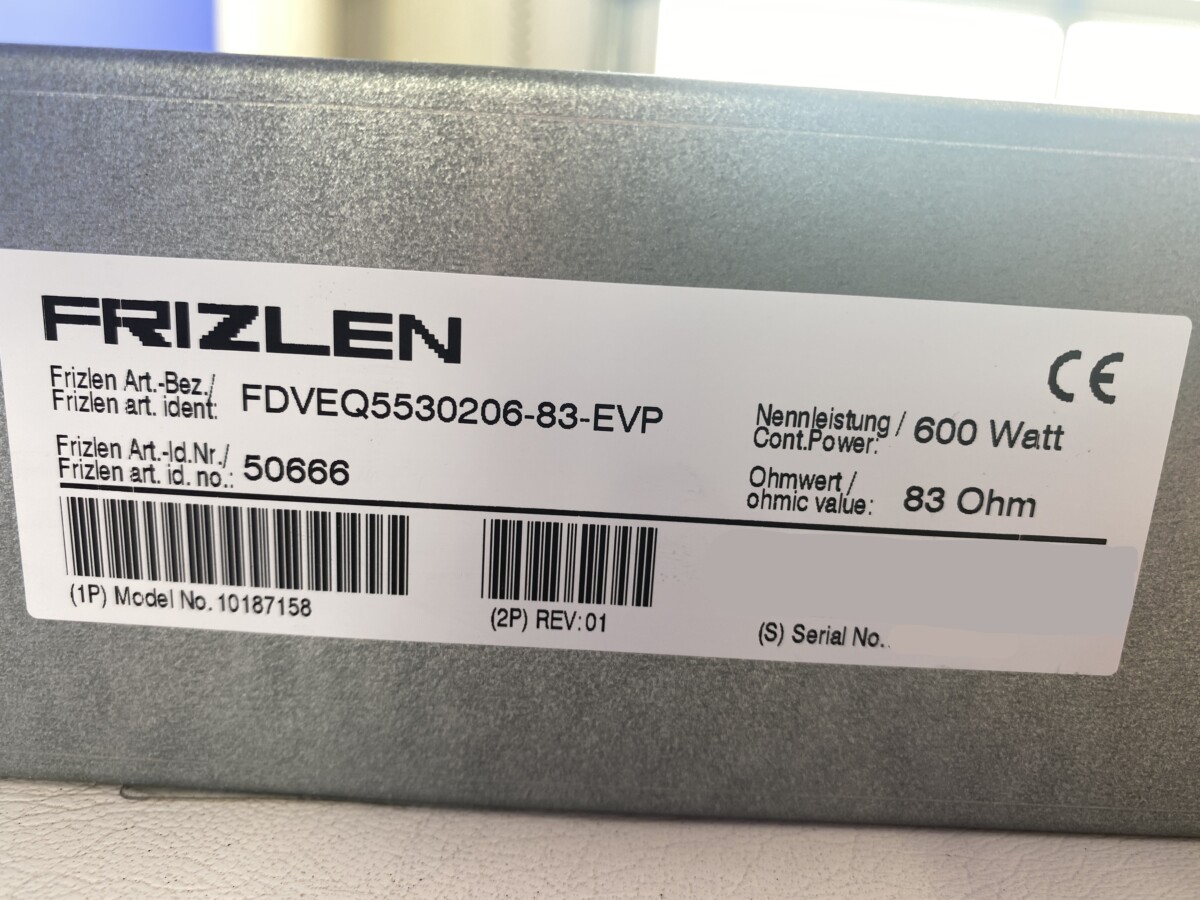 FRIZLEN
CE
Frizlen Art.-Bez./
Frizlen art. ident: FDVEQ5530206-83-EVP
Nennleistung /
Cont.Power: 600 Watt
Frizlen Art.-Id.Nr./
Frizlen art. id. no.: 50666
Ohmwert /
ohmic value: 83 Ohm
(1P) Model No. 10187158
(2P) REV:01
(S) Serial No.